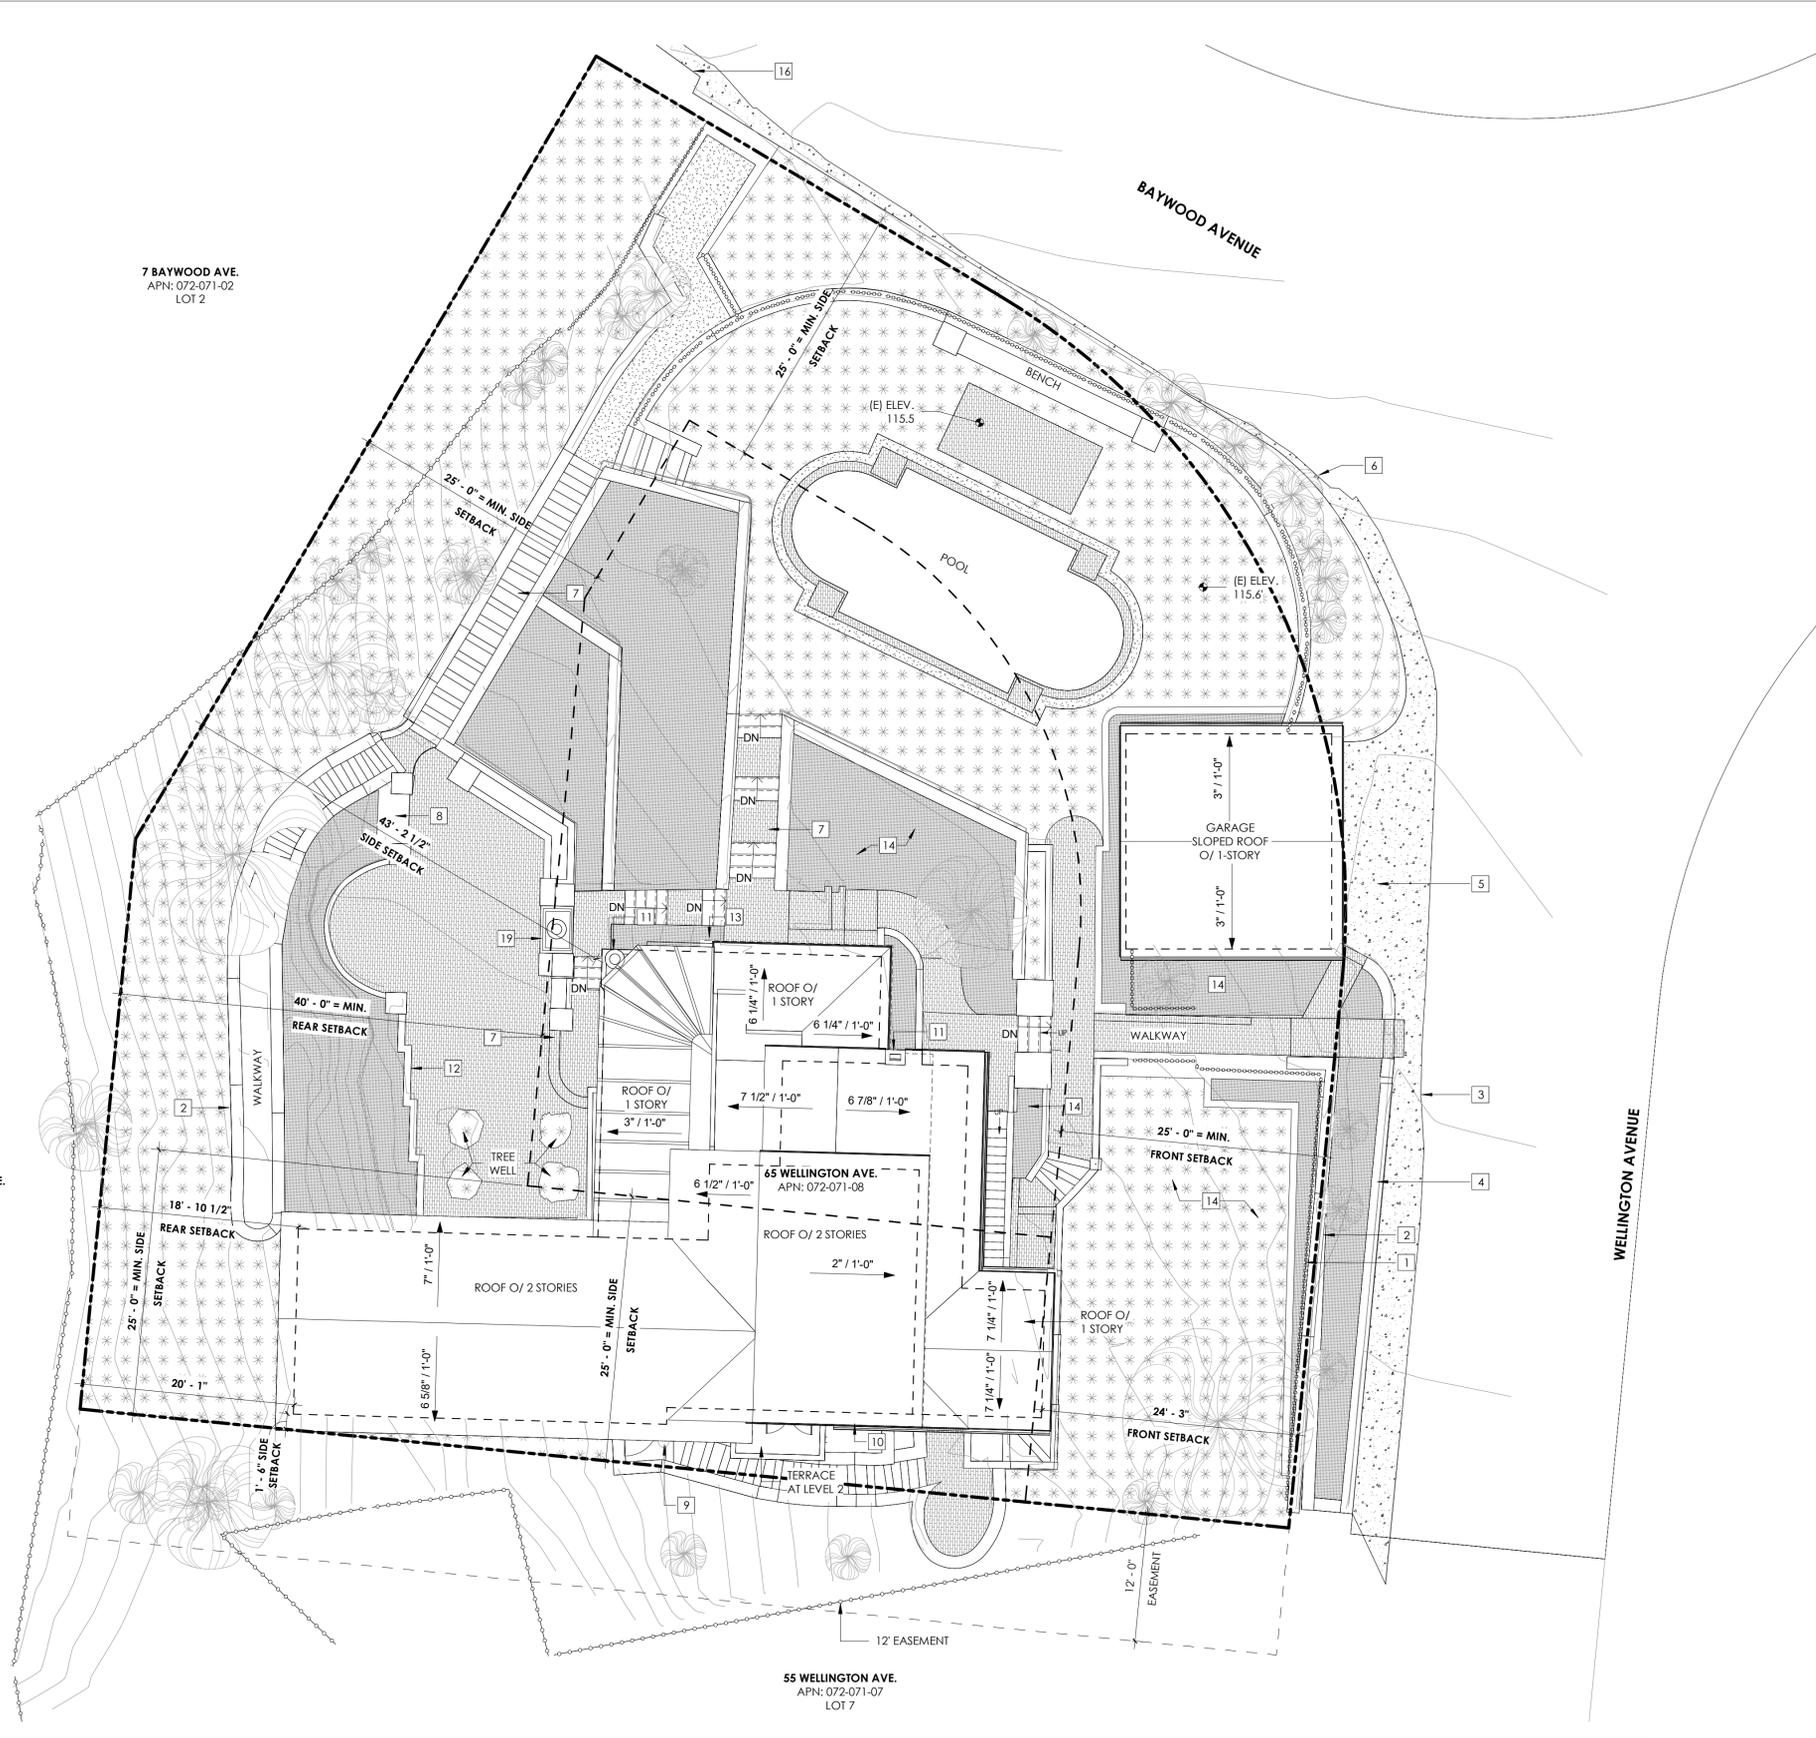 16
BAYWOOD AVENUE
7 BAYWOOD AVE.
APN: 072-071-02
LOT 2
25' - 0" = MIN. SIDE
SETBACK
BENCH
(E) ELEV.
115.5
6
25' - 0" = MIN. SIDE
SETBACK
POOL
7
(E) ELEV.
115.6'
DN
DN
3" / 1'-0"
8
43' - 2 1/2"
SIDE SETBACK
7
14
GARAGE
SLOPED ROOF
O/ 1-STORY
DN
5
3" / 1'-0"
DN
11
DN
13
19
DN
ROOF O/
1 STORY
6 1/4" / 1'-0"
6 1/4" / 1'-0"
14
40' - 0" = MIN.
REAR SETBACK
7
11
DN
UP
WALKWAY
WALKWAY
12
2
ROOF O/
1 STORY
3" / 1'-0"
7 1/2" / 1'-0"
6 7/8" / 1'-0"
14
3
UP
25' - 0" = MIN.
FRONT SETBACK
TREE
WELL
65 WELLINGTON AVE.
APN: 072-071-08
6 1/2" / 1'-0"
E.
4
14
18' - 10 1/2"
REAR SETBACK
25' - 0" = MIN. SIDE
SETBACK
ROOF O/ 2 STORIES
2" / 1'-0"
2
1
WELLINGTON AVENUE
7" / 1'-0"
ROOF O/ 2 STORIES
25' - 0" = MIN. SIDE
SETBACK
7 1/4" / 1'-0"
ROOF O/
1 STORY
6 5/8" / 1'-0"
7 1/4" / 1'-0"
20' - 1"
24' - 3"
FRONT SETBACK
1' - 6" SIDE
SETBACK
10
TERRACE
AT LEVEL 2
9
12' - 0"
EASEMENT
12' EASEMENT
55 WELLINGTON AVE.
APN: 072-071-07
LOT 7